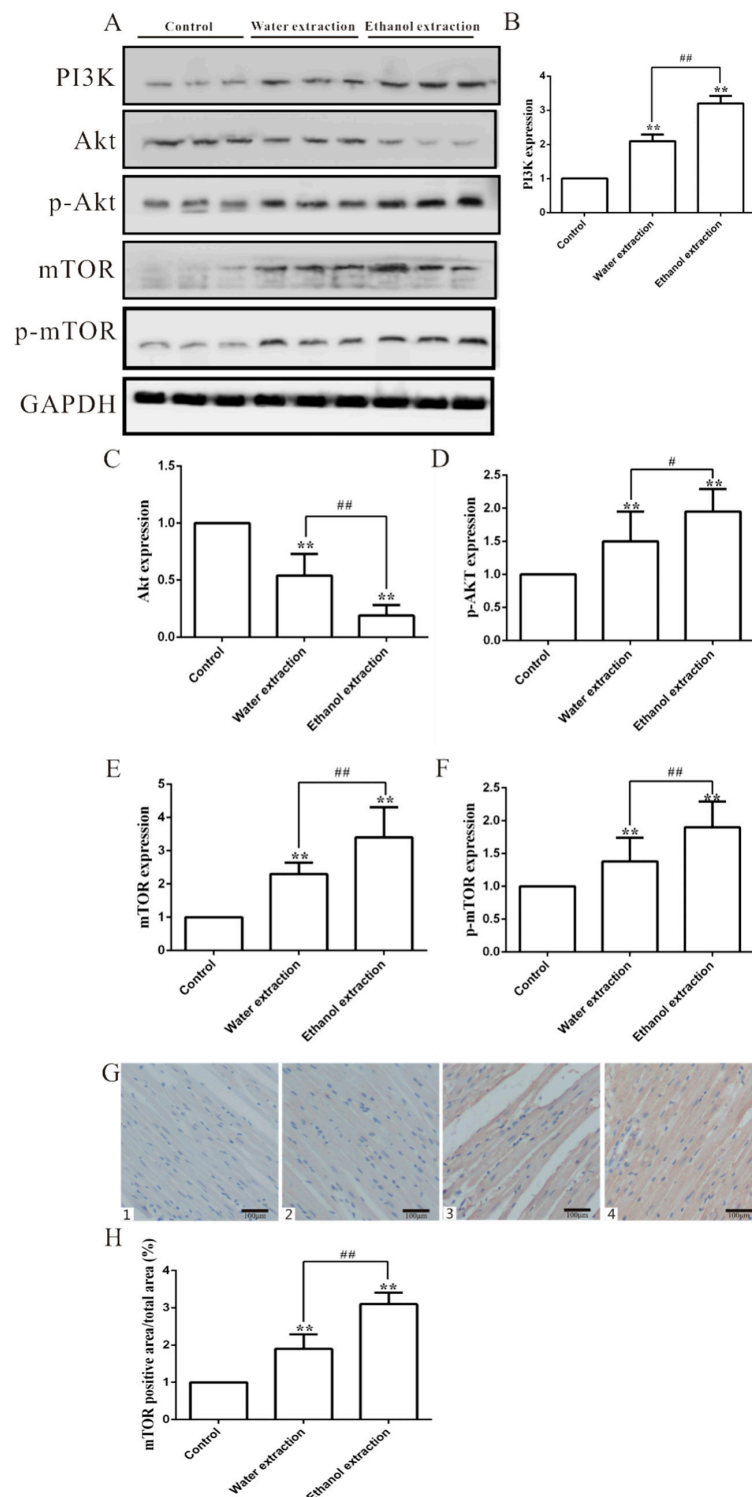 A
Control Water extraction Ethanol extraction
PI3K
Akt
p-Akt
mTOR
p-mTOR
GAPDH
B
PI3K expression
4
3
2
1
0
##
**
**
Control
Water extraction
Ethanol extraction
C
Akt expression
1.5
1.0
0.5
0.0
##
**
**
Control
Water extraction
Ethanol extraction
D
p-AKT expression
2.5
2.0
1.5
1.0
0.5
0.0
#
**
**
Control
Water extraction
Ethanol extraction
E
mTOR expression
5
4
3
2
1
0
##
**
**
Control
Water extraction
Ethanol extraction
F
p-mTOR expression
2.5
2.0
1.5
1.0
0.5
0.0
##
**
**
Control
Water extraction
Ethanol extraction
G
1 100μm
2 100μm
3 100μm
4 100μm
H
mTOR positive area/total area (%)
4
3
2
1
0
##
**
**
Control
Water extraction
Ethanol extraction